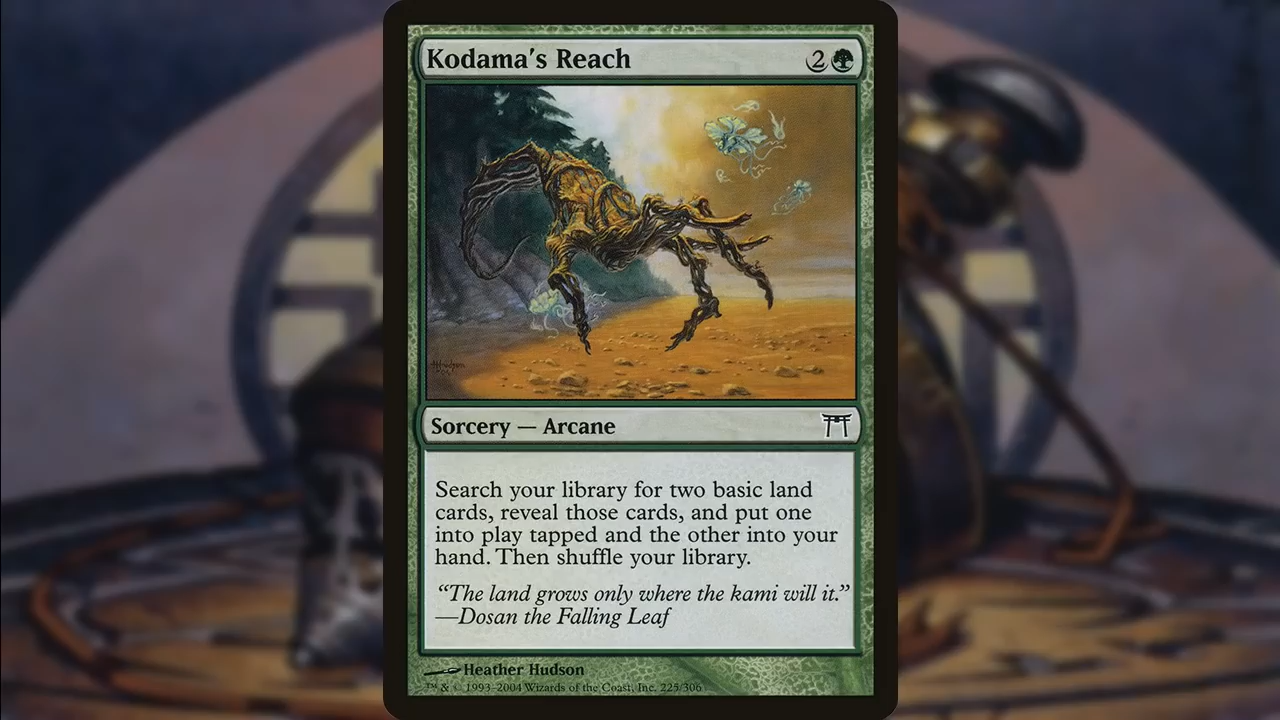 Kodama's Reach 2
Sorcery — Arcane
Search your library for two basic land
cards, reveal those cards, and put one
into play tapped and the other into your
hand. Then shuffle your library.
“The land grows only where the kami will it.”
—Dosan the Falling Leaf
Heather Hudson
™ & © 1993–2004 Wizards of the Coast, Inc. 225/306